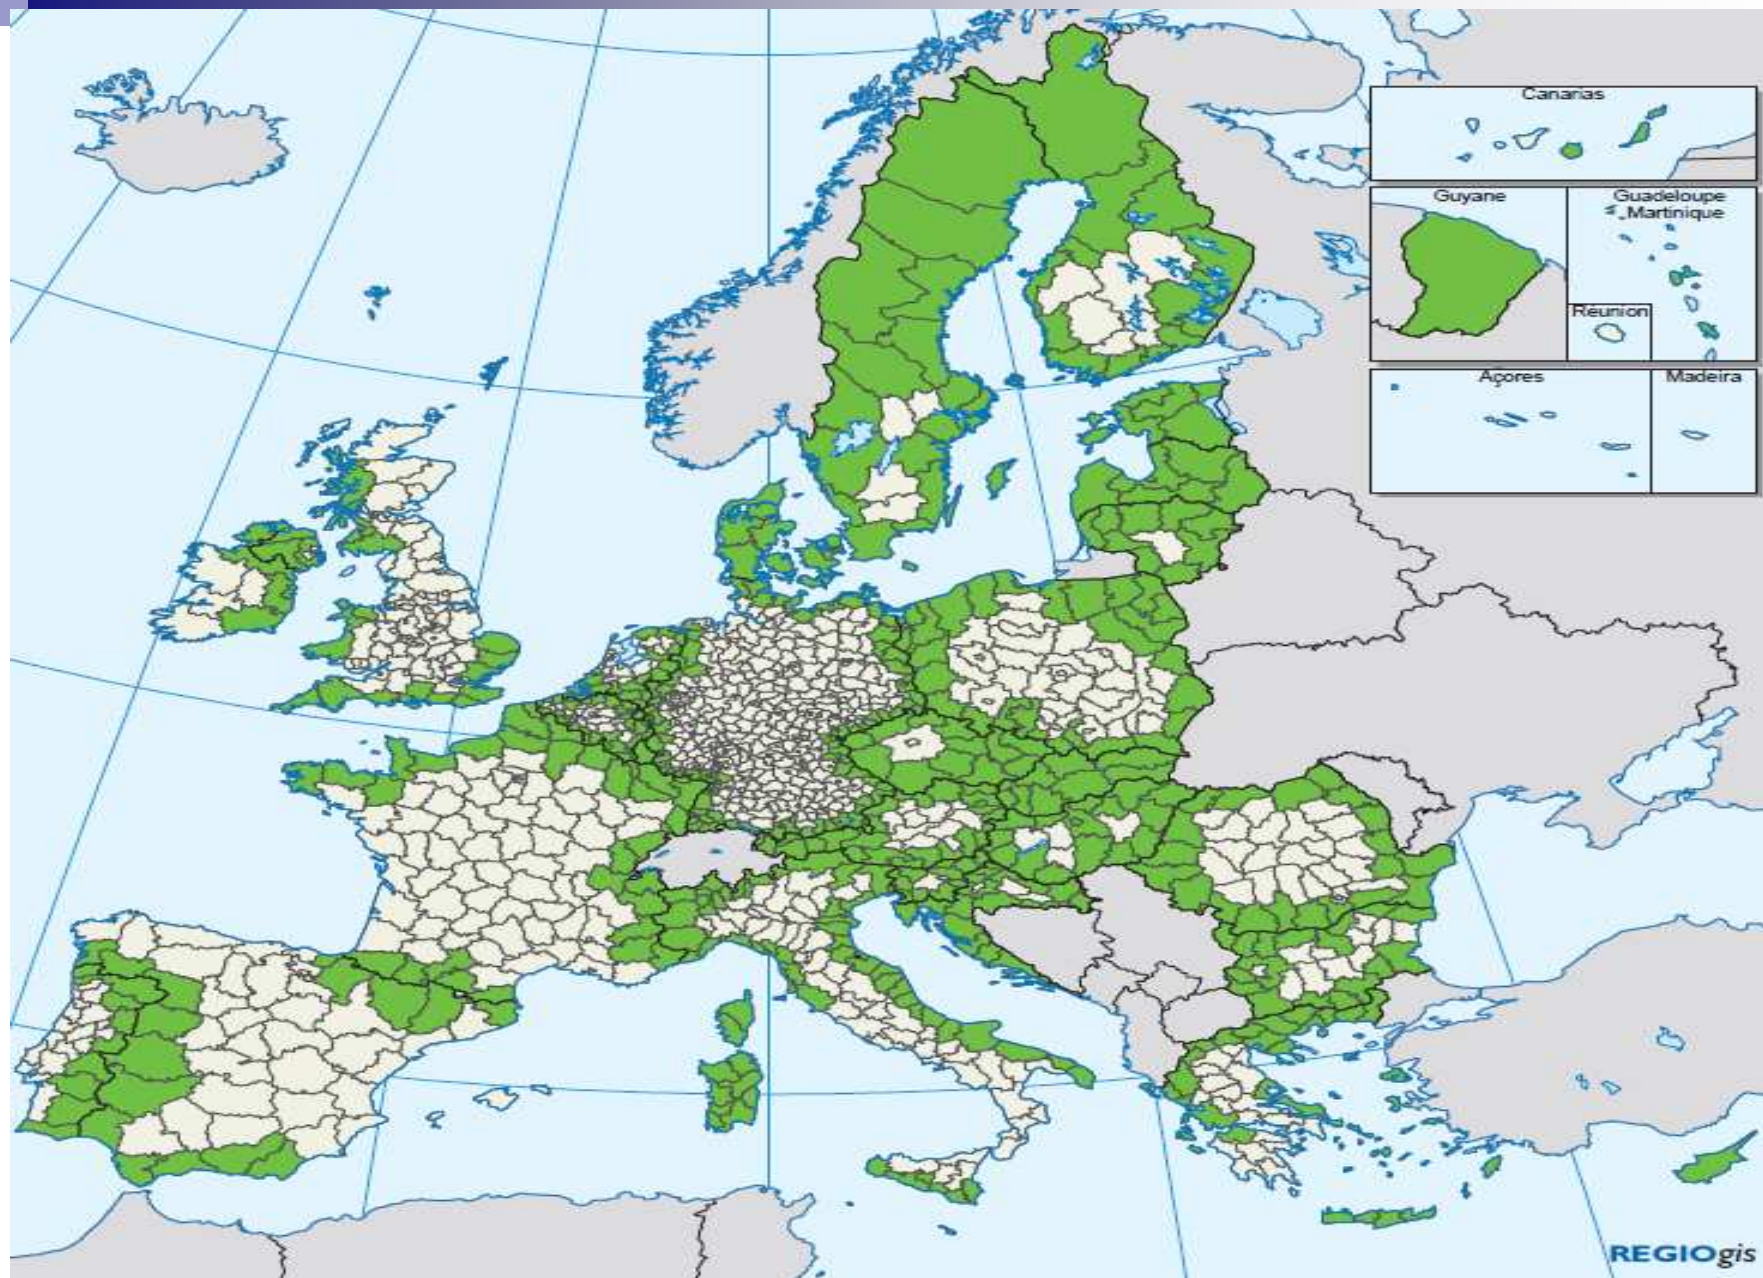 Canarias
Guyane
Guadeloupe
Martinique
Réunion
Açores
Madeira
REGIOgis